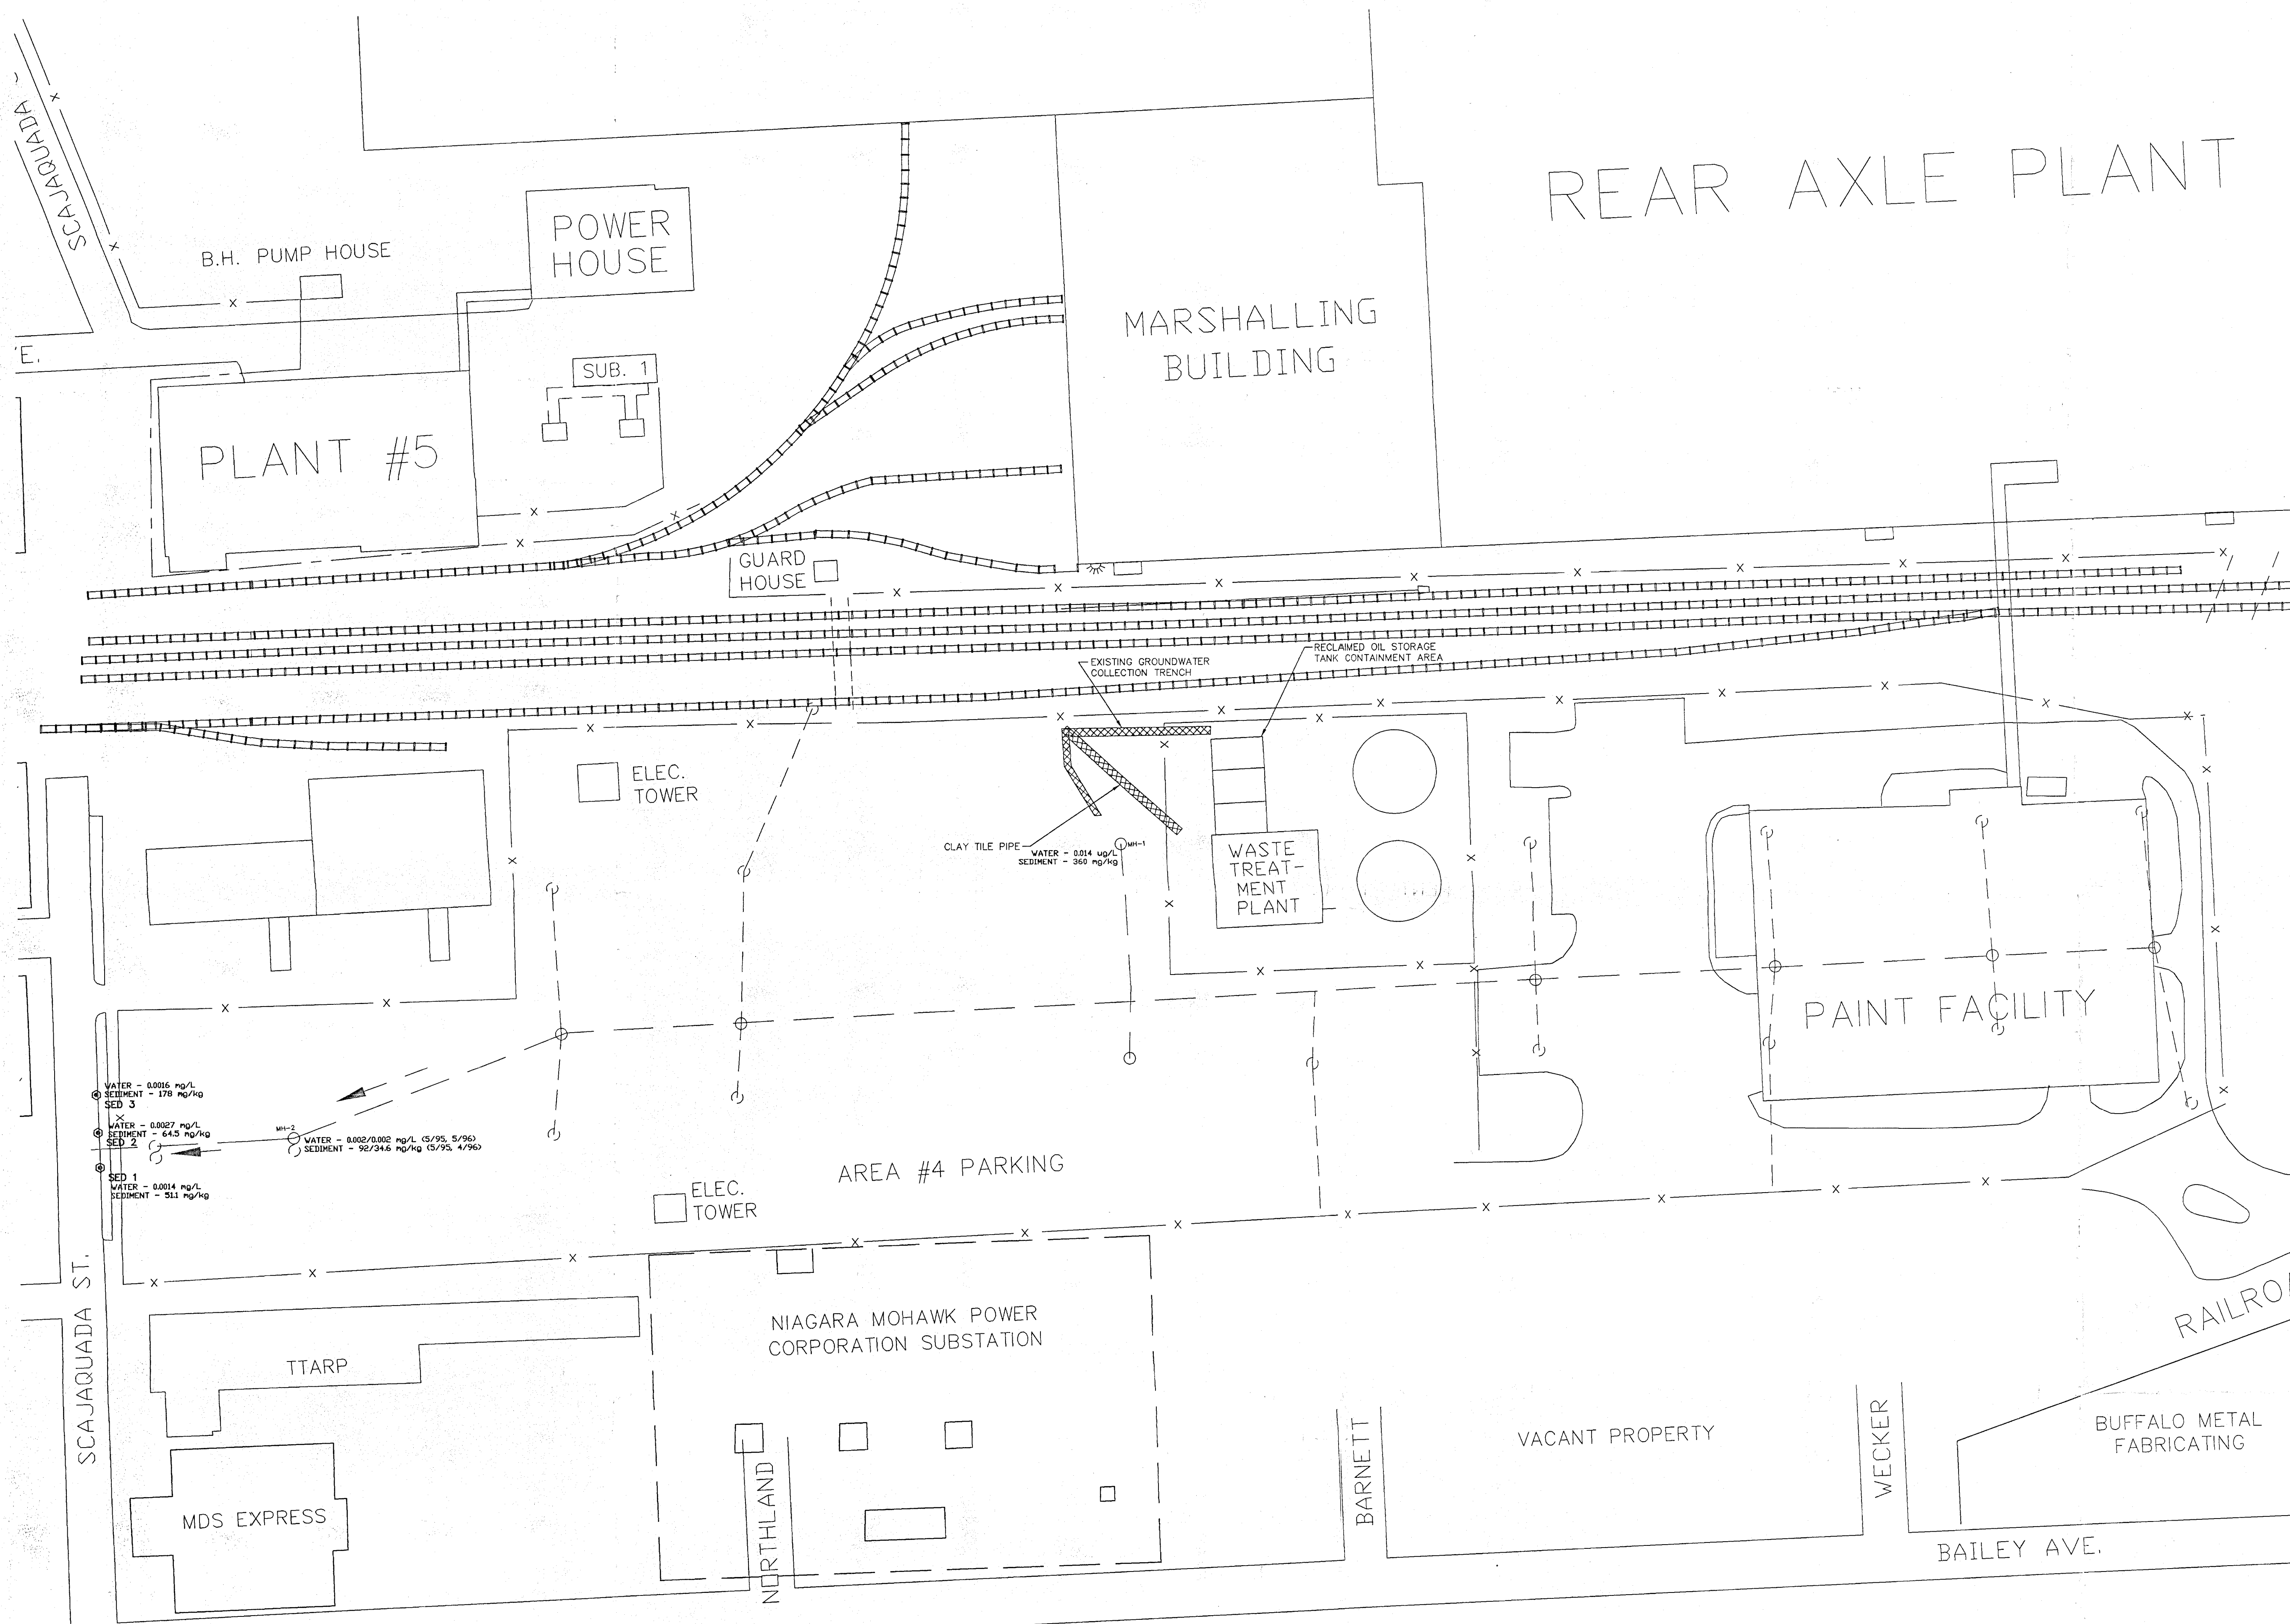 SCAJAQUADA
REAR AXLE PLANT
POWER
HOUSE
B.H. PUMP HOUSE
MARSHALLING
BUILDING
'E.
SUB. 1
PLANT #5
GUARD
HOUSE
EXISTING GROUNDWATER
COLLECTION TRENCH
RECLAIMED OIL STORAGE
TANK CONTAINMENT AREA
ELEC.
TOWER
CLAY TILE PIPE
MH-1
WATER - 0.014 ug/L
SEDIMENT - 360 mg/kg
WASTE
TREAT-
MENT
PLANT
PAINT FACILITY
WATER - 0.0016 mg/L
SEDIMENT - 178 mg/kg
SED 3
WATER - 0.0027 mg/L
SEDIMENT - 64.5 mg/kg
SED 2
MH-2
WATER - 0.002/0.002 mg/L (5/95, 5/96)
SEDIMENT - 92/34.6 mg/kg (5/95, 4/96)
SED 1
WATER - 0.0014 mg/L
SEDIMENT - 51.1 mg/kg
AREA #4 PARKING
ELEC.
TOWER
SCAJAQUADA ST.
NIAGARA MOHAWK POWER
CORPORATION SUBSTATION
TTARP
RAILRO
MDS EXPRESS
NORTHLAND
BARNETT
VACANT PROPERTY
WECKER
BUFFALO METAL
FABRICATING
BAILEY AVE.